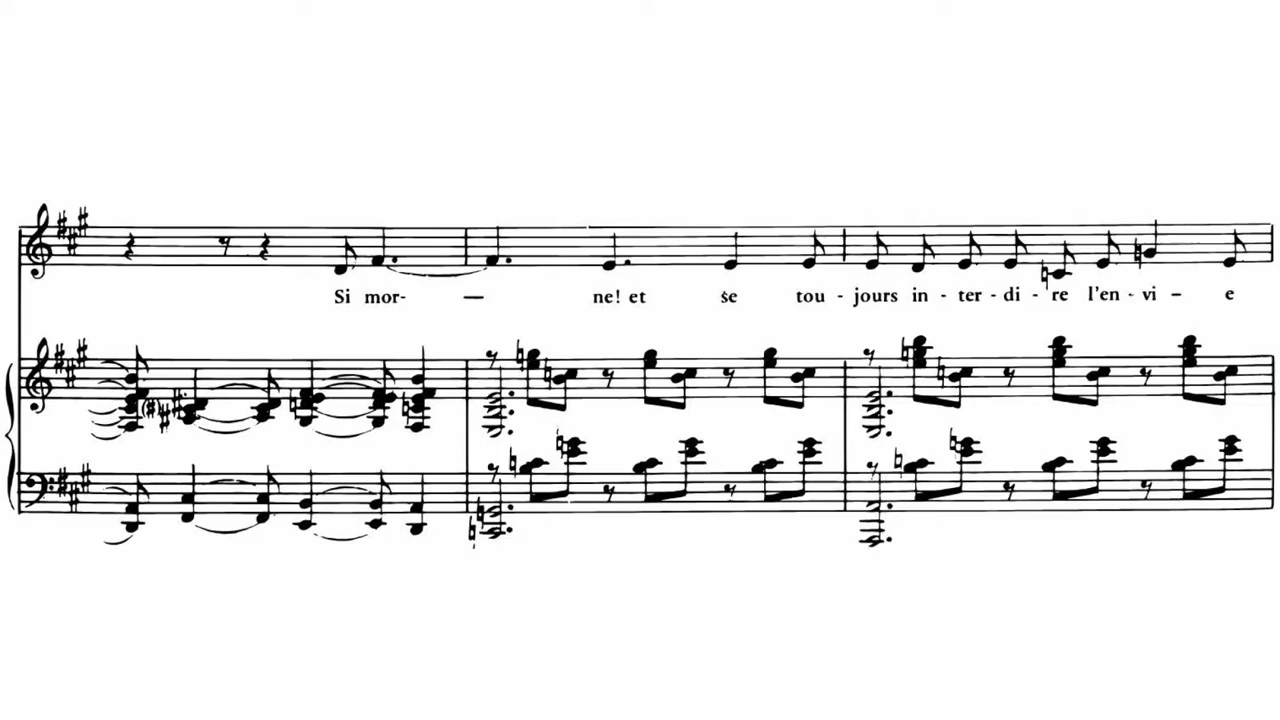 Si mor- — ne! et se tou - jours in - ter - di - re l'en - vi – e